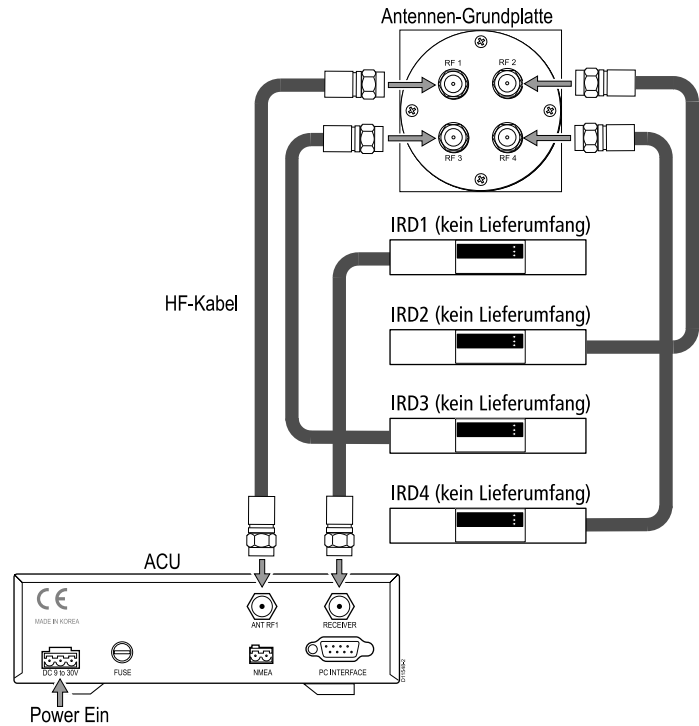 Antennen-Grundplatte
RF 1
RF 2
RF 3
RF 4
IRD1 (kein Lieferumfang)
HF-Kabel
IRD2 (kein Lieferumfang)
IRD3 (kein Lieferumfang)
IRD4 (kein Lieferumfang)
ACU
CE
MADE IN KOREA
ANT RF1
RECEIVER
DC 9 to 30V
FUSE
NMEA
PC INTERFACE
D11548-2
Power Ein